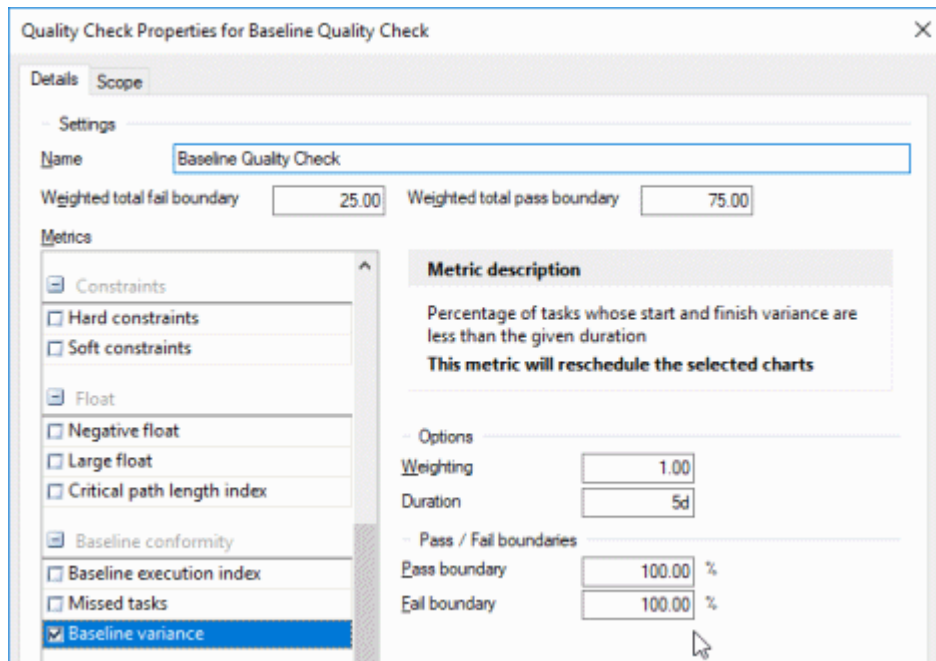 Quality Check Properties for Baseline Quality Check
Details Scope
Settings
Name Baseline Quality Check
Weighted total fail boundary 25.00 Weighted total pass boundary 75.00
Metrics
Constraints
Hard constraints
Soft constraints
Float
Negative float
Large float
Critical path length index
Baseline conformity
Baseline execution index
Missed tasks
Baseline variance
Metric description
Percentage of tasks whose start and finish variance are
less than the given duration
This metric will reschedule the selected charts
Options
Weighting 1.00
Duration 5d
Pass / Fail boundaries
Pass boundary 100.00 %
Fail boundary 100.00 %